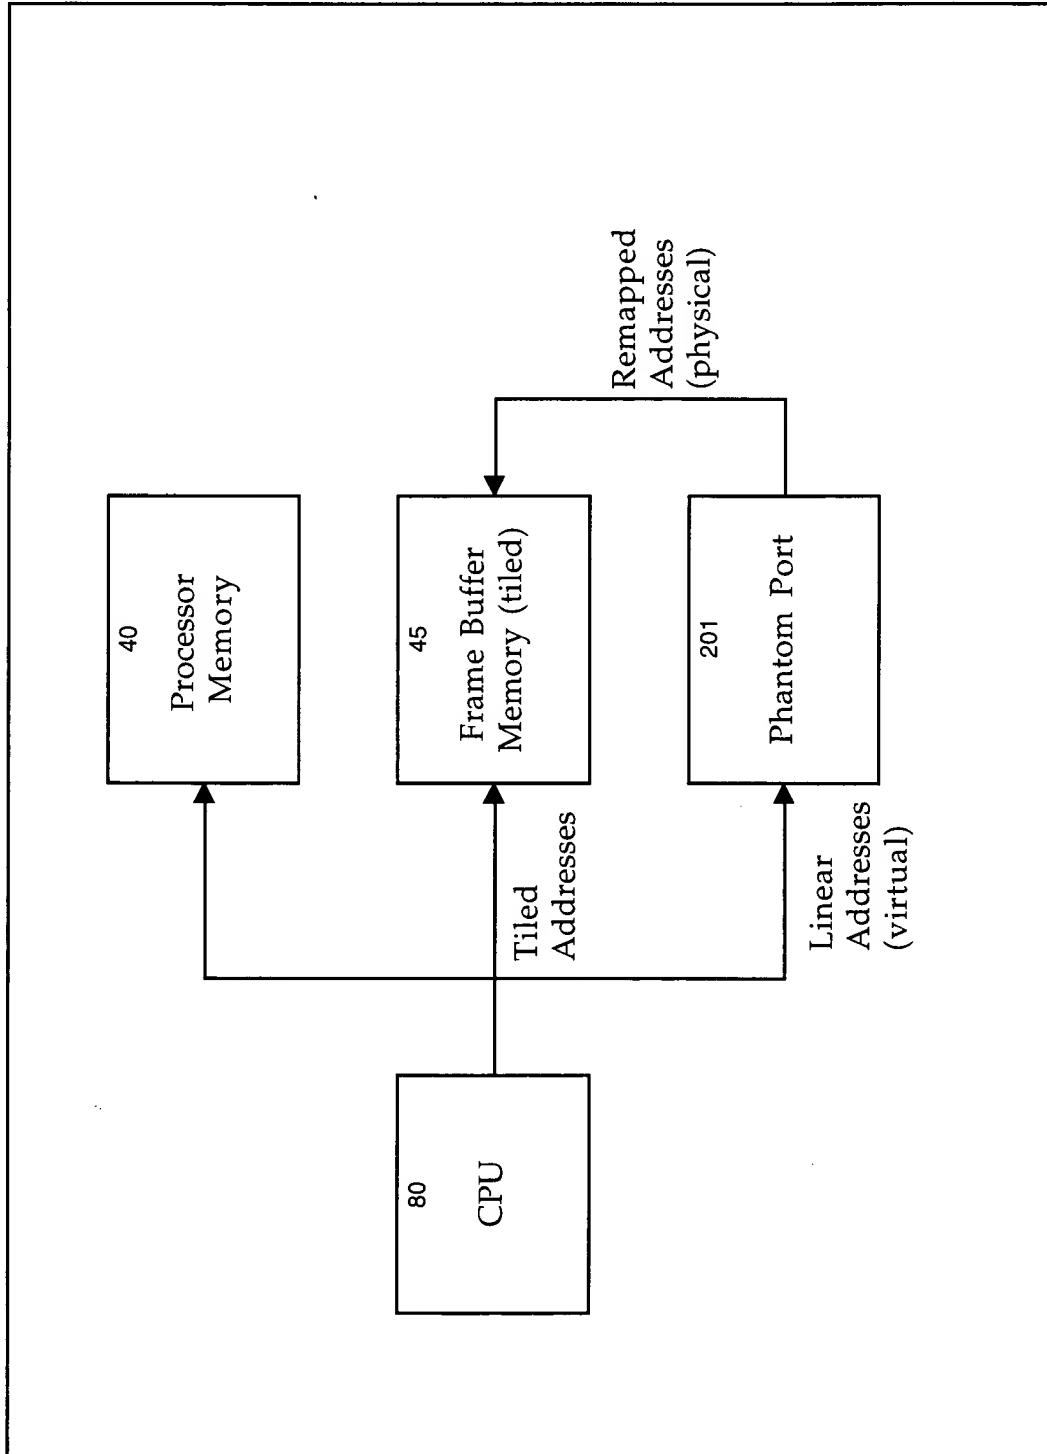 80
CPU
40
Processor
Memory
Tiled
Addresses
45
Frame Buffer
Memory (tiled)
Linear
Addresses
(virtual)
201
Phantom Port
Remapped
Addresses
(physical)